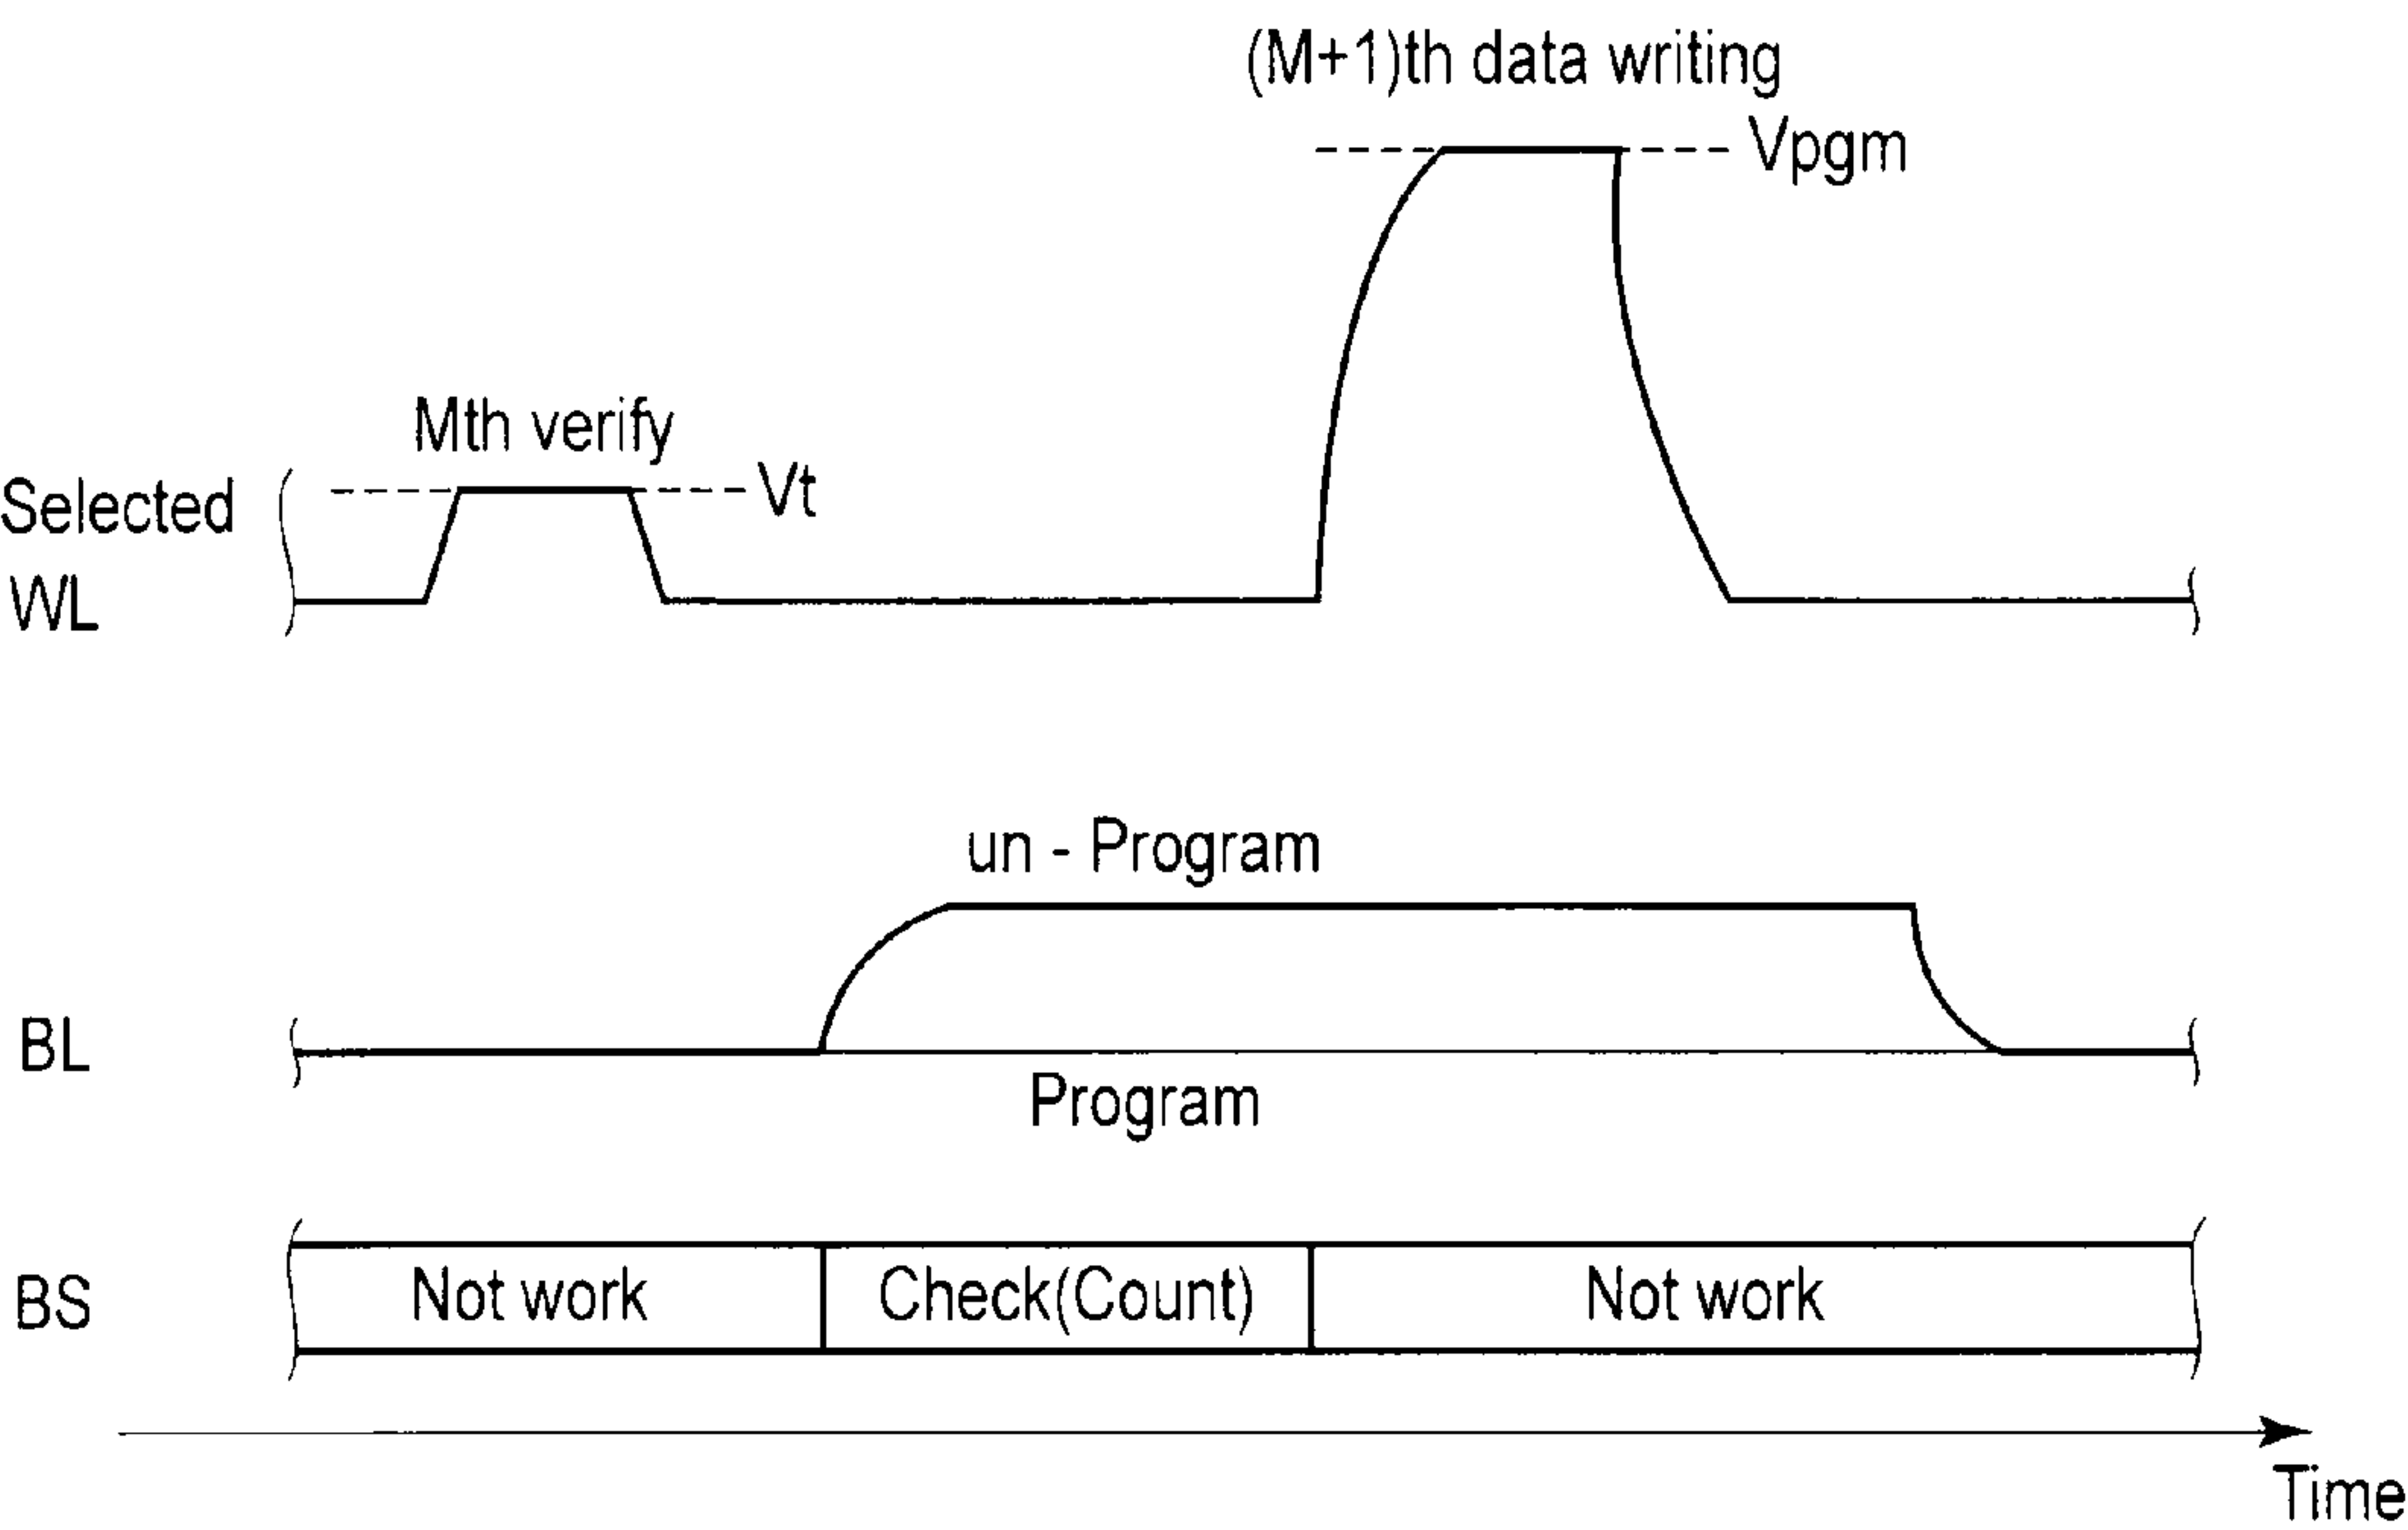 (M+1)th data writing
Vpgm
Mth verify
Vt
Selected
WL
un - Program
BL
Program
BS
Not work
Check(Count)
Not work
Time